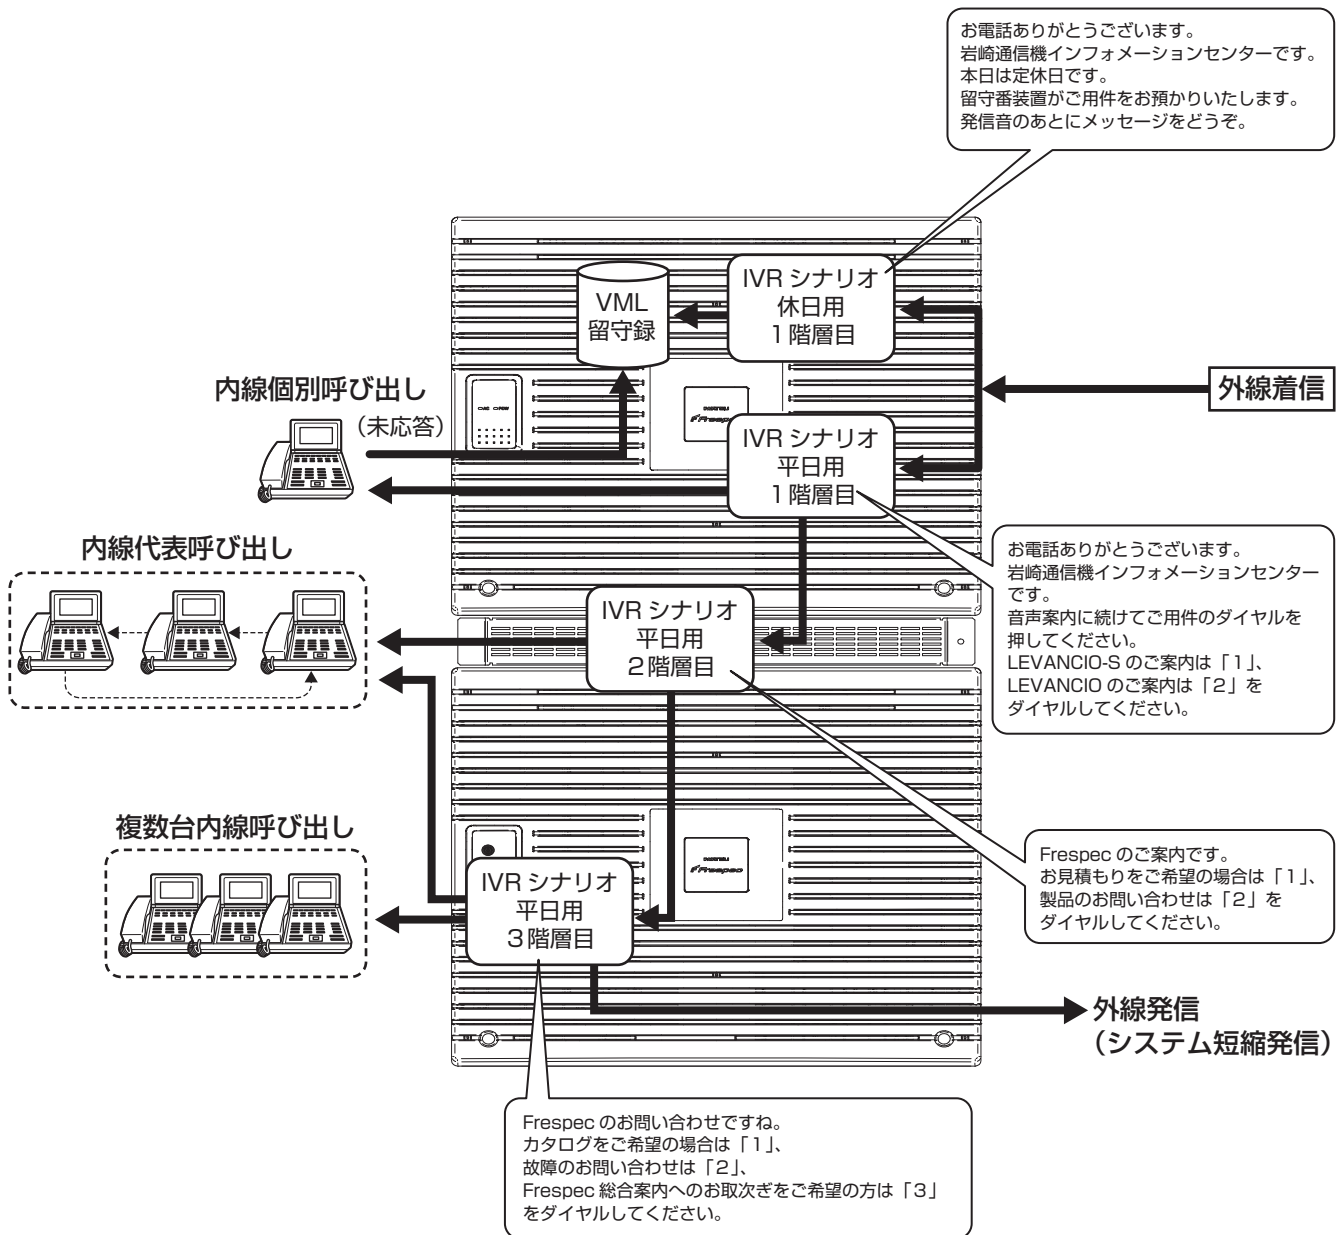 お電話ありがとうございます。
岩崎通信機インフォメーションセンターです。
本日は定休日です。
留守番装置がご用件をお預かりいたします。
発信音のあとにメッセージをどうぞ。
VML
留守録
IVR シナリオ
休日用
1階層目
外線着信
内線個別呼び出し
（未応答）
Frespec
IVR シナリオ
平日用
1階層目
内線代表呼び出し
お電話ありがとうございます。
岩崎通信機インフォメーションセンター
です。
音声案内に続けてご用件のダイヤルを
押してください。
LEVANCIO-S のご案内は「1」、
LEVANCIO のご案内は「2」を
ダイヤルしてください。
IVR シナリオ
平日用
2階層目
複数台内線呼び出し
Frespec
Frespec のご案内です。
お見積もりをご希望の場合は「1」、
製品のお問い合わせは「2」を
ダイヤルしてください。
IVR シナリオ
平日用
3階層目
外線発信
（システム短縮発信）
Frespec のお問い合わせですね。
カタログをご希望の場合は「1」、
故障のお問い合わせは「2」、
Frespec 総合案内へのお取次ぎをご希望の方は「3」
をダイヤルしてください。